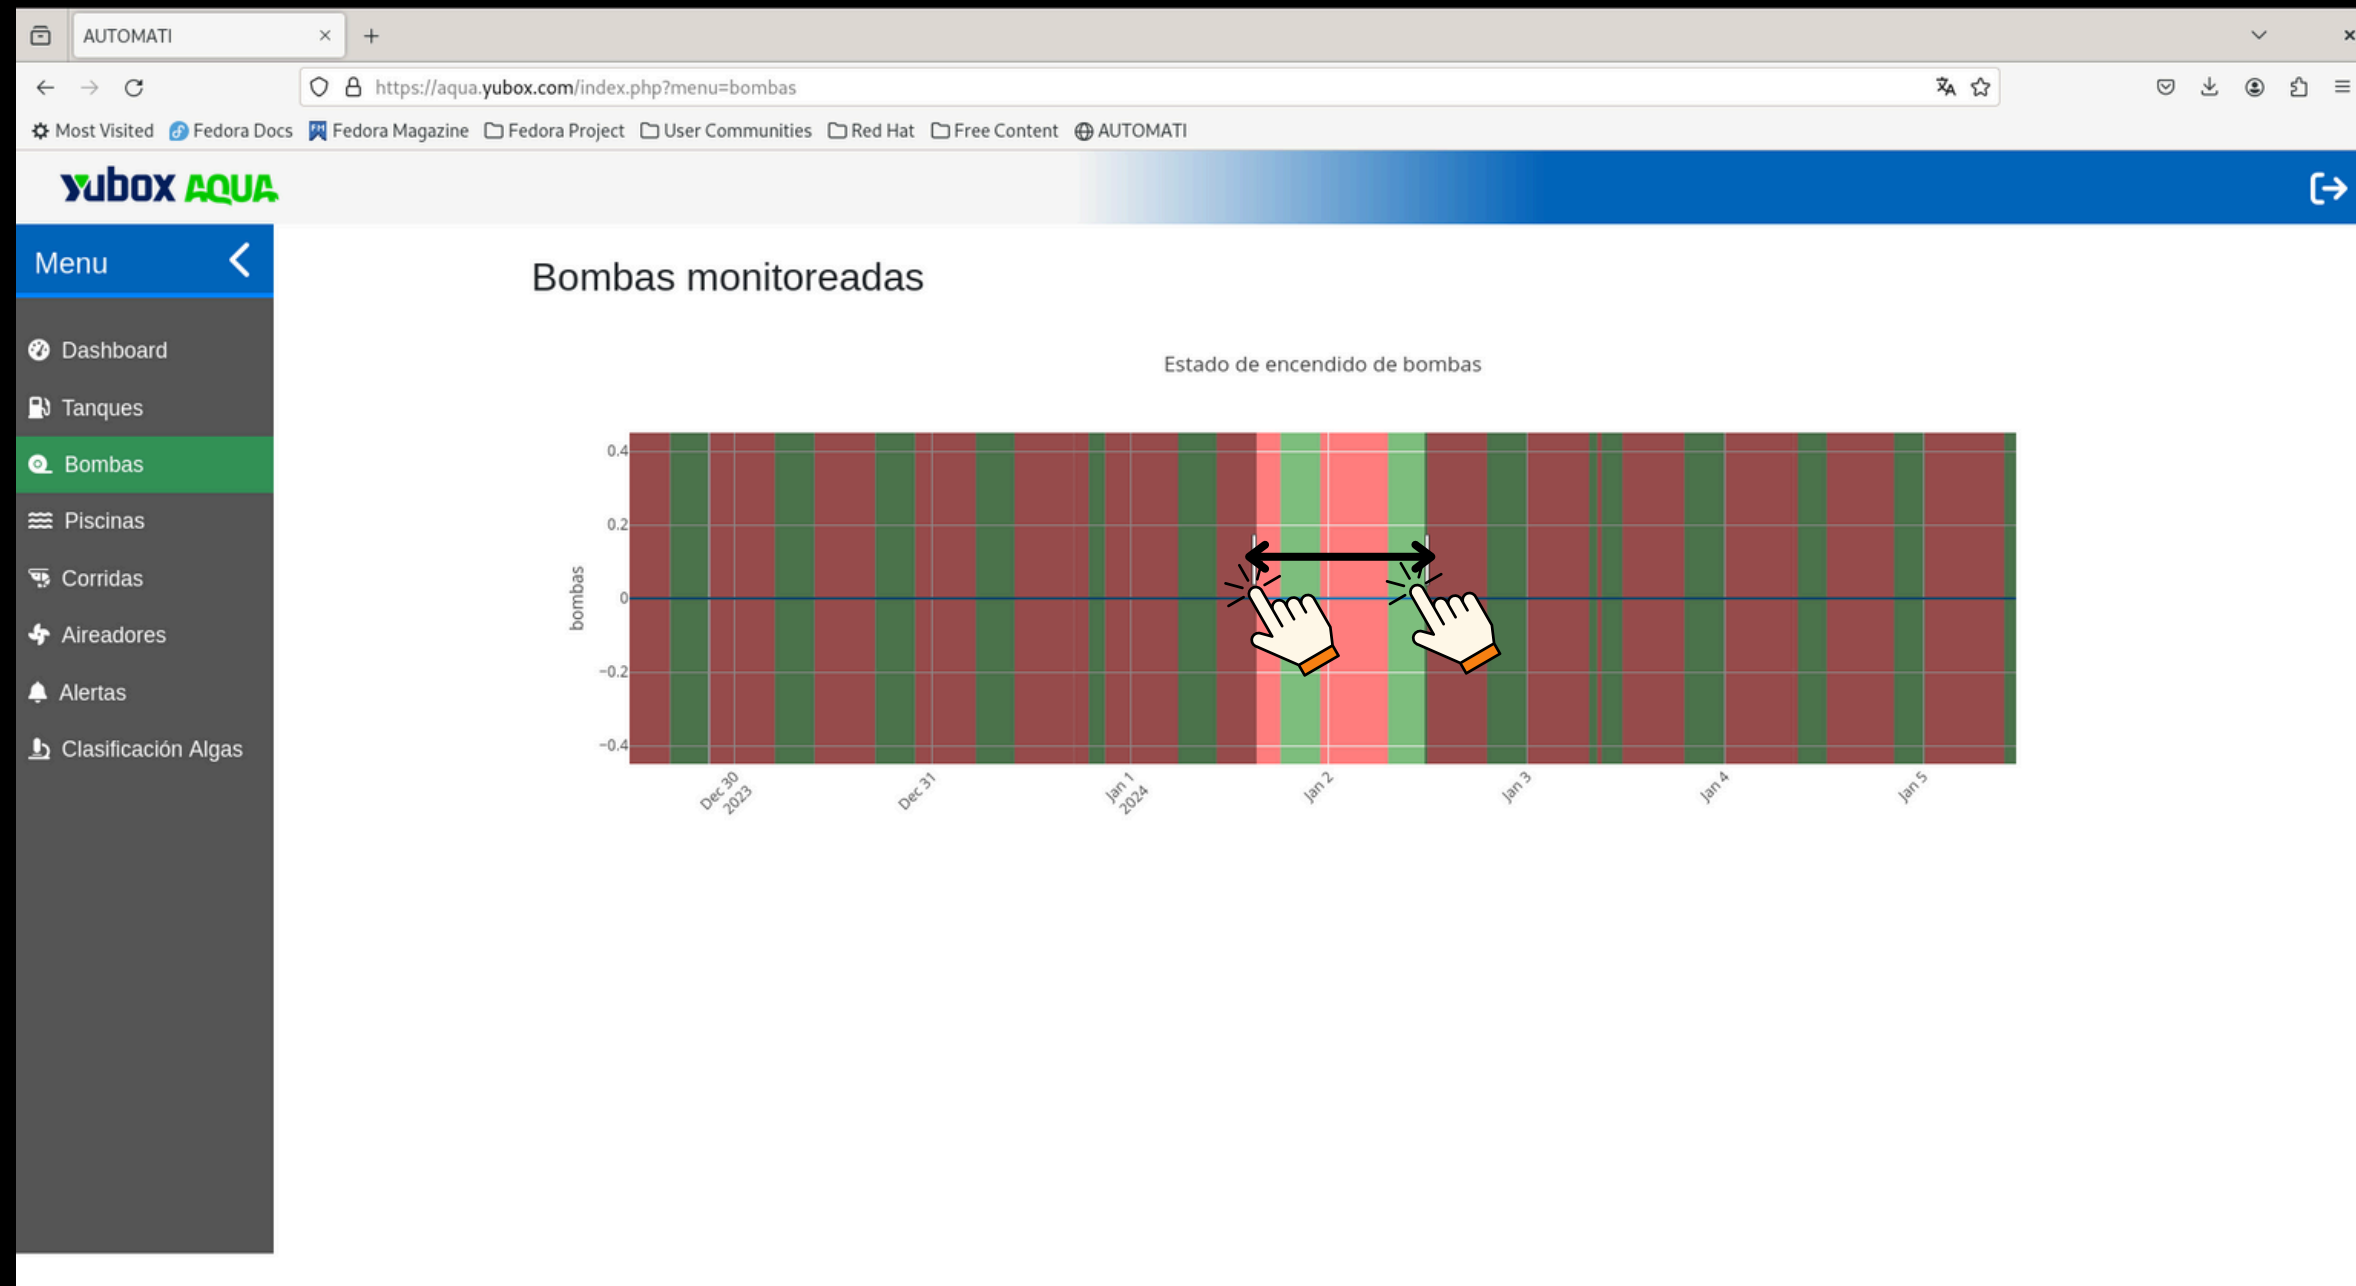 AUTOMATI
https://aqua.yubox.com/index.php?menu=bombas
Most Visited Fedora Docs Fedora Magazine Fedora Project User Communities Red Hat Free Content AUTOMATI
yubox AQUA
Menu
Dashboard
Tanques
Bombas
Piscinas
Corridas
Aireadores
Alertas
Clasificación Algas
Bombas monitoreadas
Estado de encendido de bombas
bombas
0.4
0.2
0
−0.2
−0.4
Dec 30
2023
Dec 31
Jan 1
2024
Jan 2
Jan 3
Jan 4
Jan 5